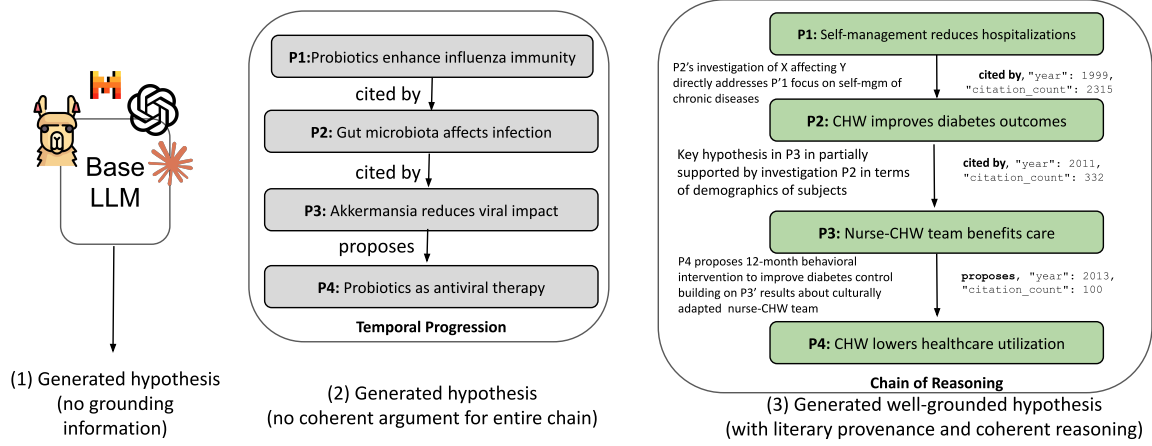 Base
LLM
(1) Generated hypothesis
(no grounding
information)
P1:Probiotics enhance influenza immunity
cited by
P2: Gut microbiota affects infection
cited by
P3: Akkermansia reduces viral impact
proposes
P4: Probiotics as antiviral therapy
Temporal Progression
(2) Generated hypothesis
(no coherent argument for entire chain)
P1: Self-management reduces hospitalizations
P2's investigation of X affecting Y
directly addresses P'1 focus on self-mgm of
chronic diseases
cited by, "year": 1999,
"citation_count": 2315
P2: CHW improves diabetes outcomes
Key hypothesis in P3 in partially
supported by investigation P2 in terms
of demographics of subjects
cited by, "year": 2011,
"citation_count": 332
P3: Nurse-CHW team benefits care
P4 proposes 12-month behavioral
intervention to improve diabetes control
building on P3' results about culturally
adapted nurse-CHW team
proposes, "year": 2013,
"citation_count": 100
P4: CHW lowers healthcare utilization
Chain of Reasoning
(3) Generated well-grounded hypothesis
(with literary provenance and coherent reasoning)